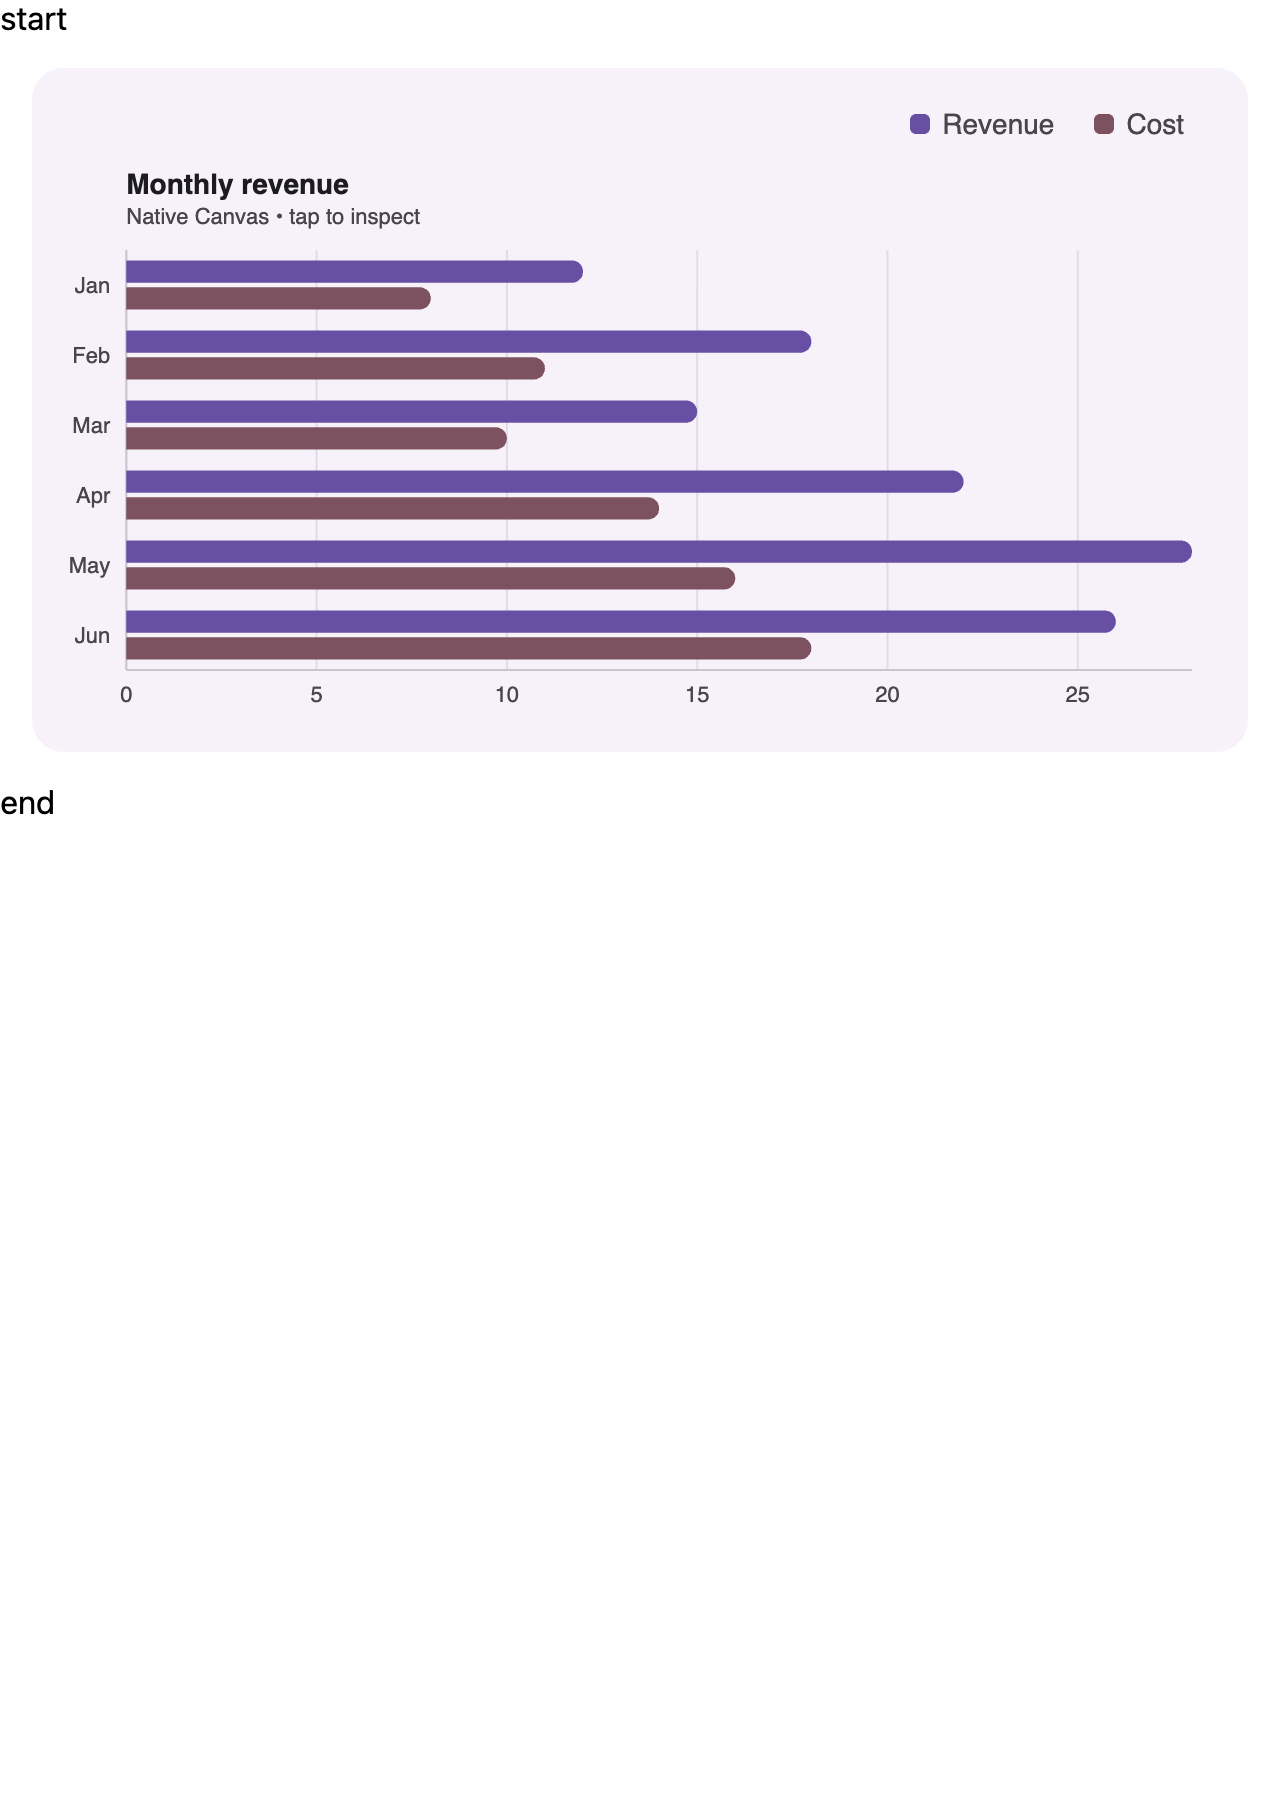 start
Revenue Cost
Monthly revenue
Native Canvas • tap to inspect
Jan
Feb
Mar
Apr
May
Jun
0 5 10 15 20 25
end